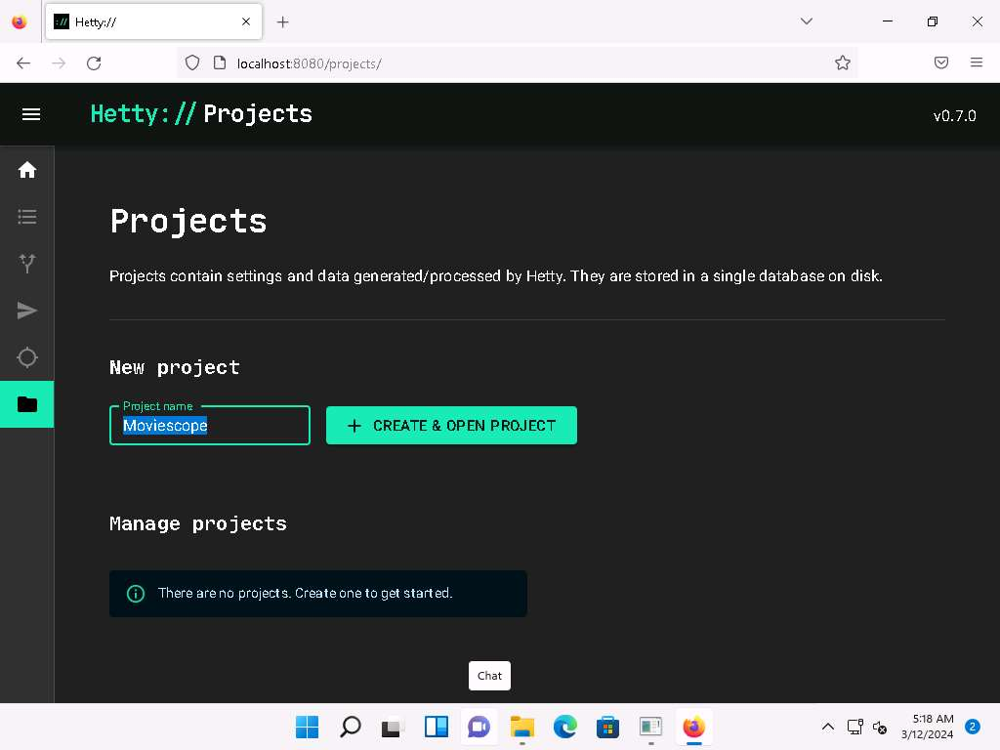 Hetty://
localhost:8080/projects/
Hetty:// Projects
v0.7.0
Projects
Projects contain settings and data generated/processed by Hetty. They are stored in a single database on disk.
New project
Project name
Moviescope
CREATE & OPEN PROJECT
Manage projects
There are no projects. Create one to get started.
Chat
5:18 AM
3/12/2024
2